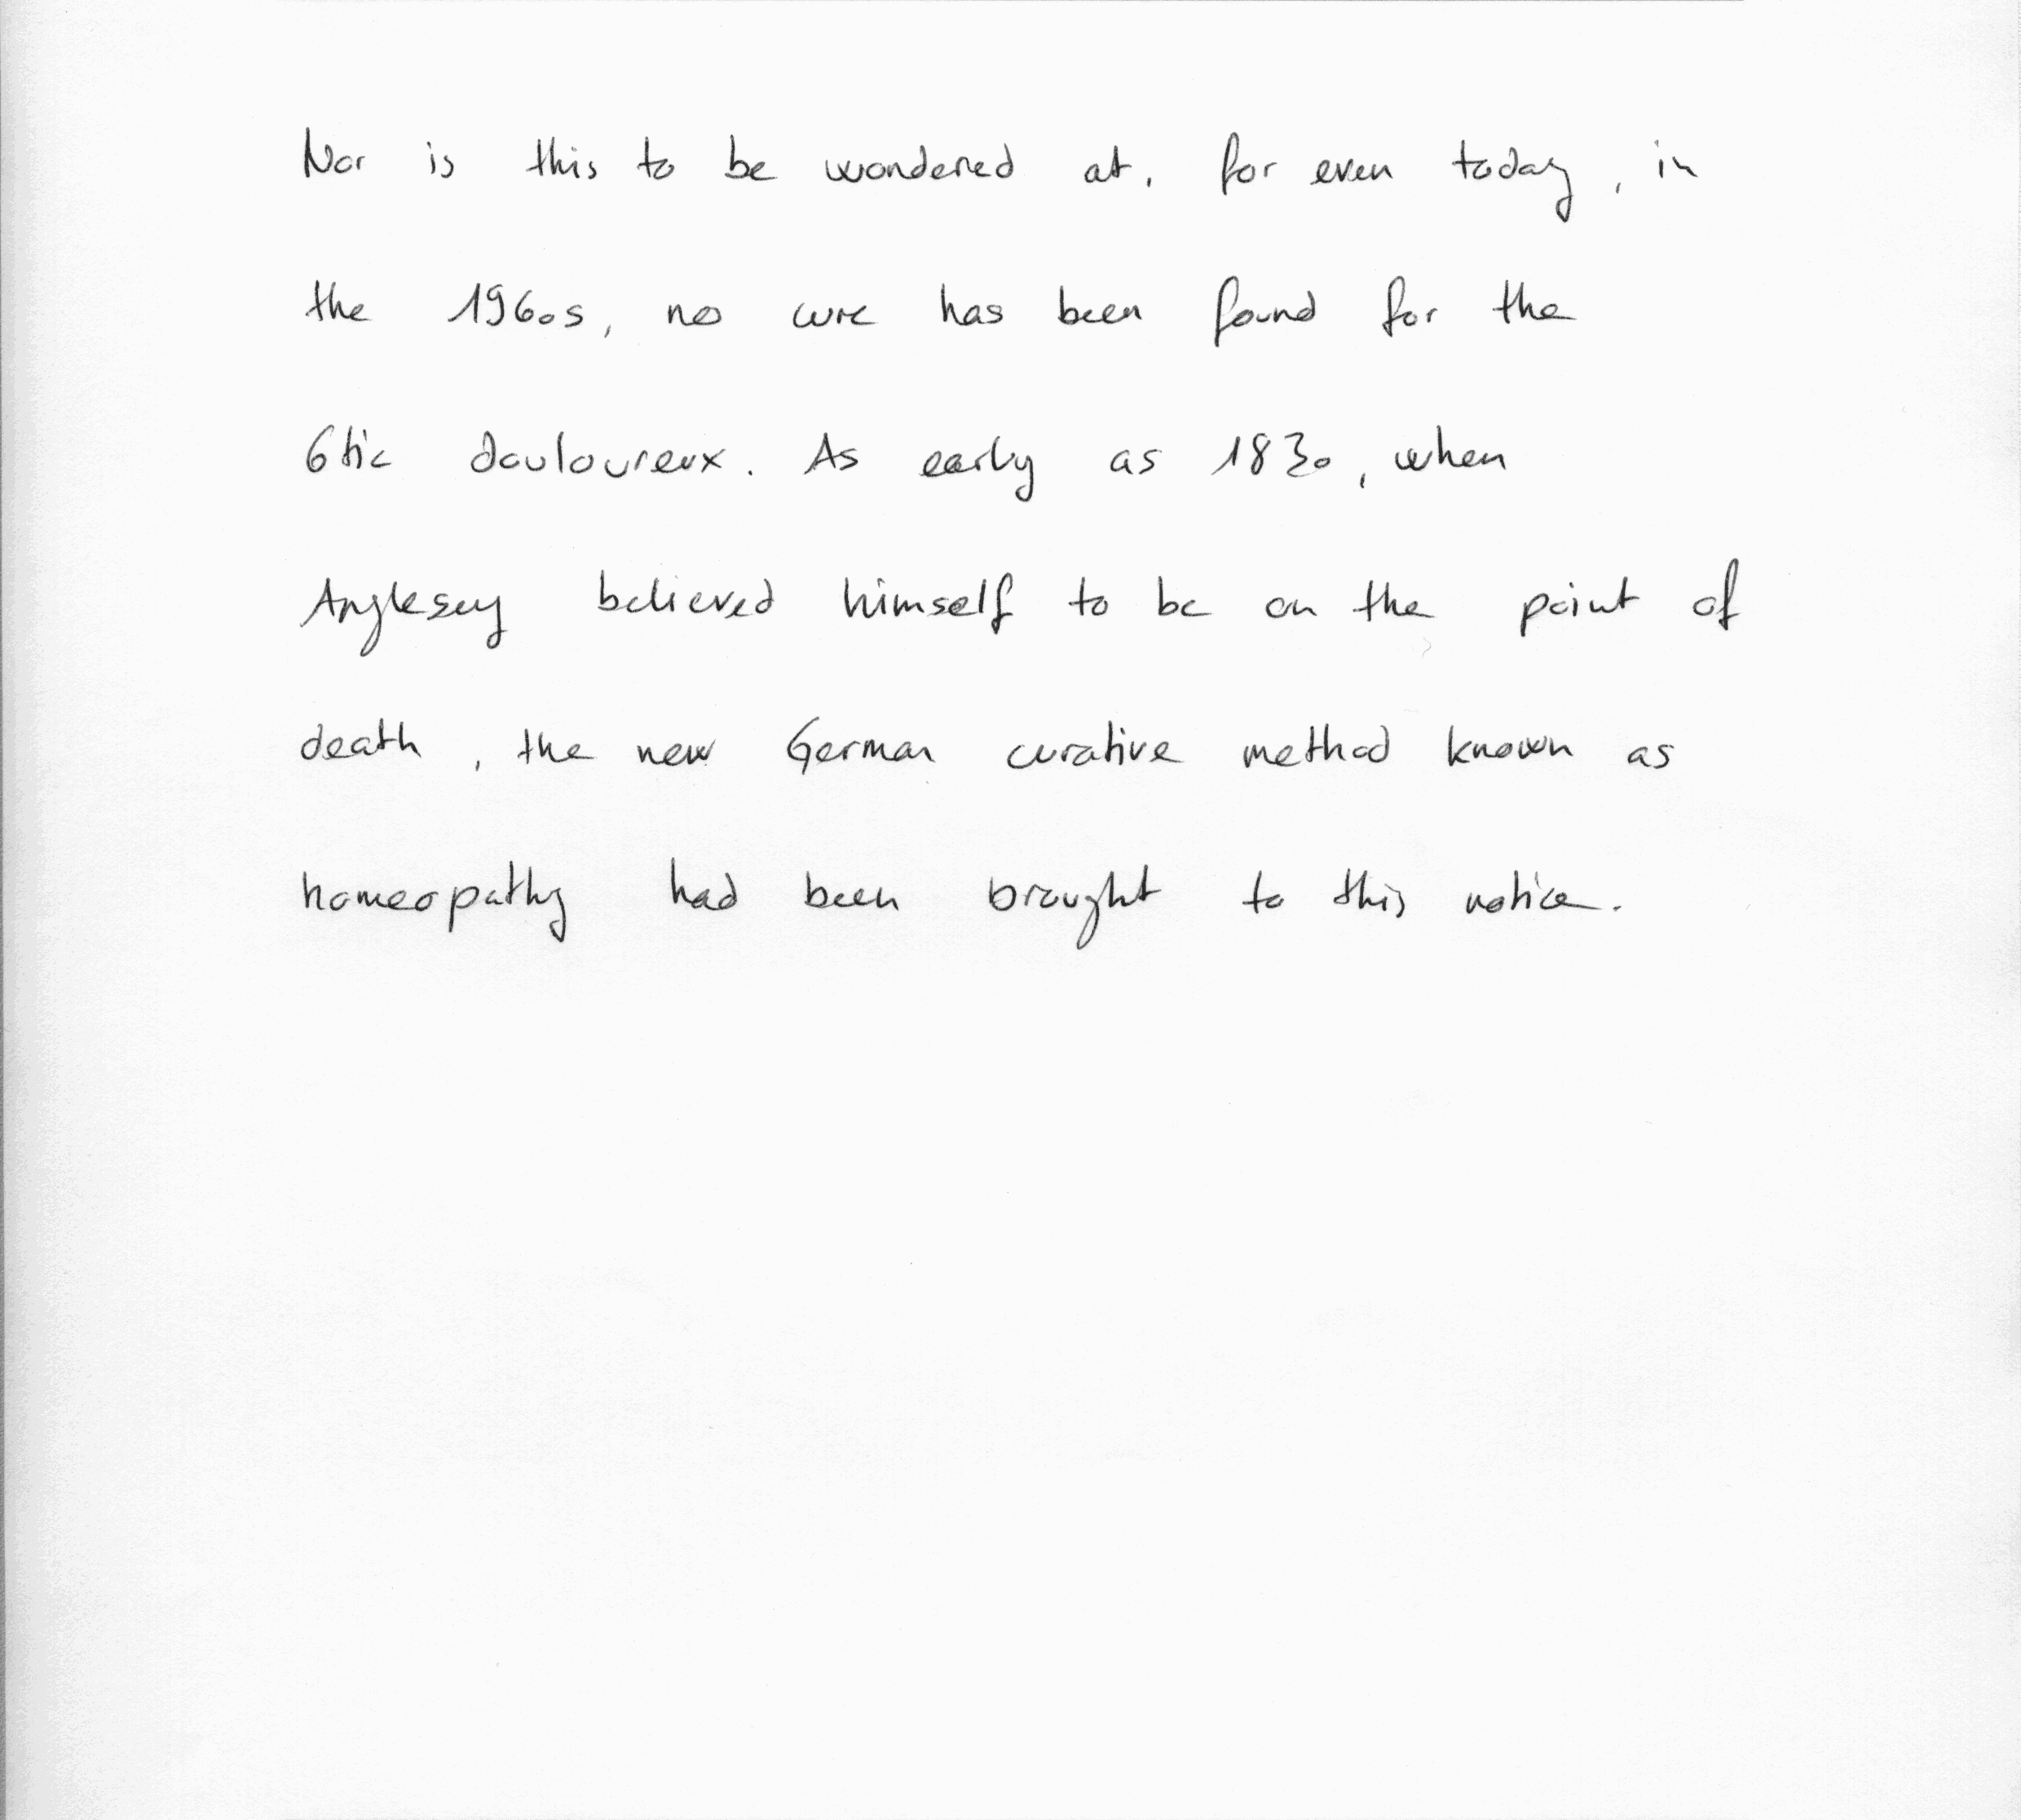 Nor is this to be wondered at, for even today, in
the 1960s, no cure has been found for the
6tic douloureux. As early as 1830, when
Anglesey believed himself to be on the point of
death, the new German curative method known as
homeopathy had been brought to this notice.